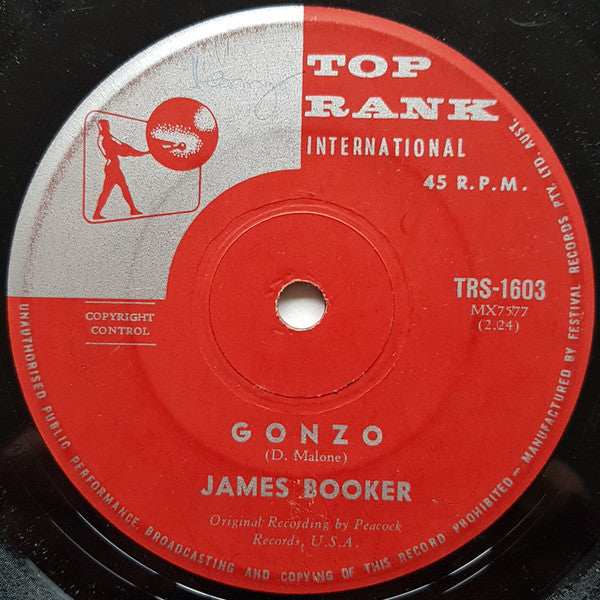 TOP
RANK
INTERNATIONAL
45 R.P.M.
COPYRIGHT
CONTROL
TRS-1603
MX7577
(2.24)
GONZO
(D. Malone)
JAMES BOOKER
Original Recording by Peacock
Records, U.S.A.
UNAUTHORISED PUBLIC PERFORMANCE, BROADCASTING AND COPYING OF THIS RECORD PROHIBITED — MANUFACTURED BY FESTIVAL RECORDS PTY. LTD AUST.